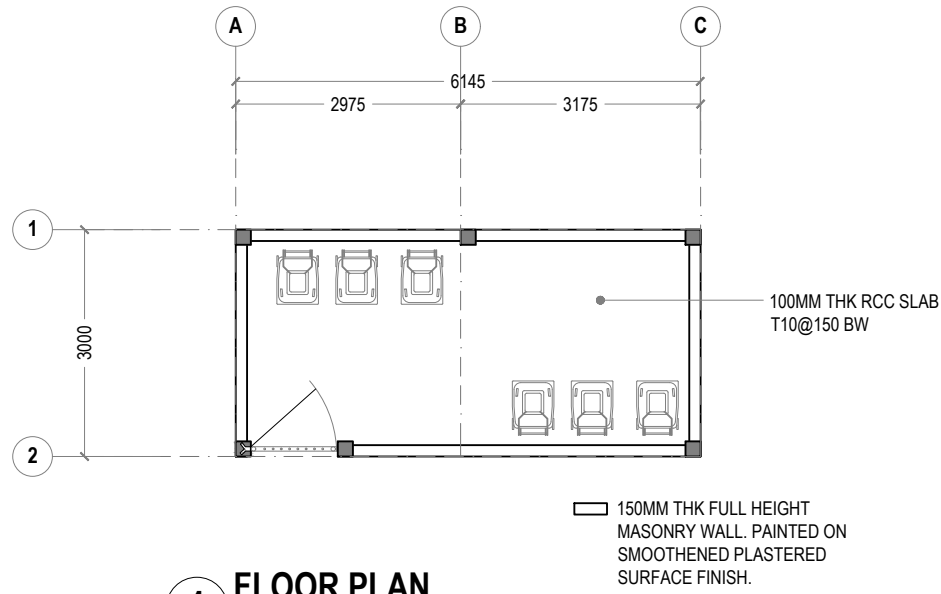 A
B
C
6145
2975
3175
1
3000
100MM THK RCC SLAB
T10@150 BW
2
150MM THK FULL HEIGHT
MASONRY WALL. PAINTED ON
SMOOTHENED PLASTERED
SURFACE FINISH.
FLOOR PLAN